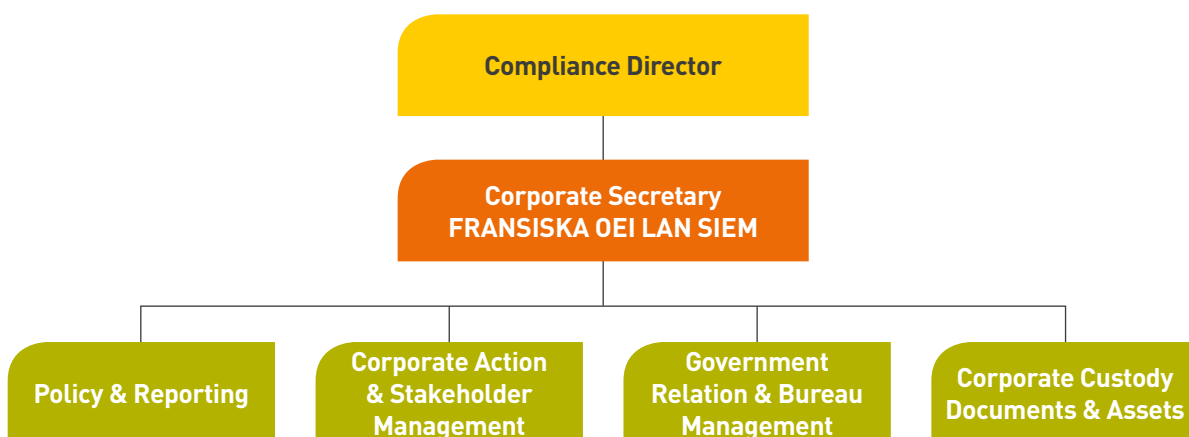 Compliance Director
Corporate Secretary
FRANSISKA OEI LAN SIEM
Policy & Reporting
Corporate Action
& Stakeholder
Management
Government
Relation & Bureau
Management
Corporate Custody
Documents & Assets